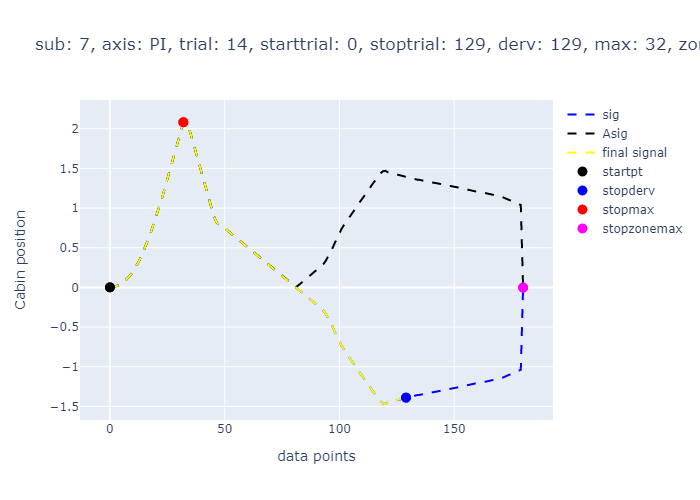 sub: 7, axis: PI, trial: 14, starttrial: 0, stoptrial: 129, derv: 129, max: 32,
sig
Asig
final signal
startpt
stopderv
stopmax
stopzonemax
Cabin position
2
1.5
1
0.5
0
−0.5
−1
−1.5
0
50
100
150
data points